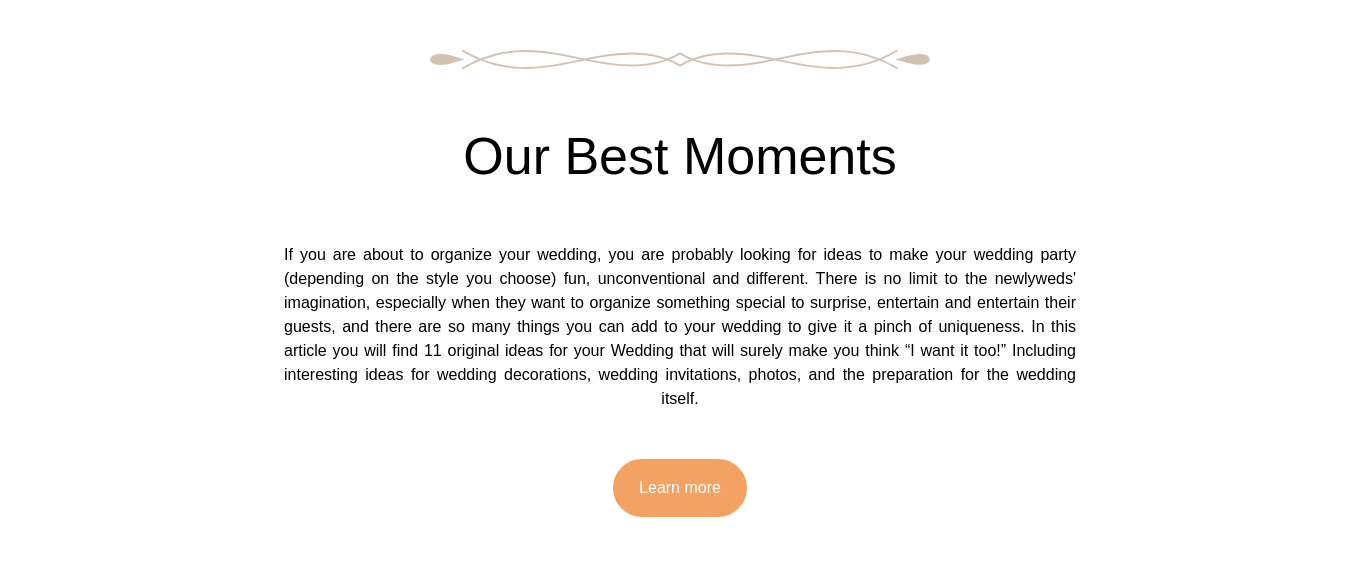 Our Best Moments
If you are about to organize your wedding, you are probably looking for ideas to make your wedding party
(depending on the style you choose) fun, unconventional and different. There is no limit to the newlyweds'
imagination, especially when they want to organize something special to surprise, entertain and entertain their
guests, and there are so many things you can add to your wedding to give it a pinch of uniqueness. In this
article you will find 11 original ideas for your Wedding that will surely make you think “I want it too!” Including
interesting ideas for wedding decorations, wedding invitations, photos, and the preparation for the wedding
itself.
Learn more